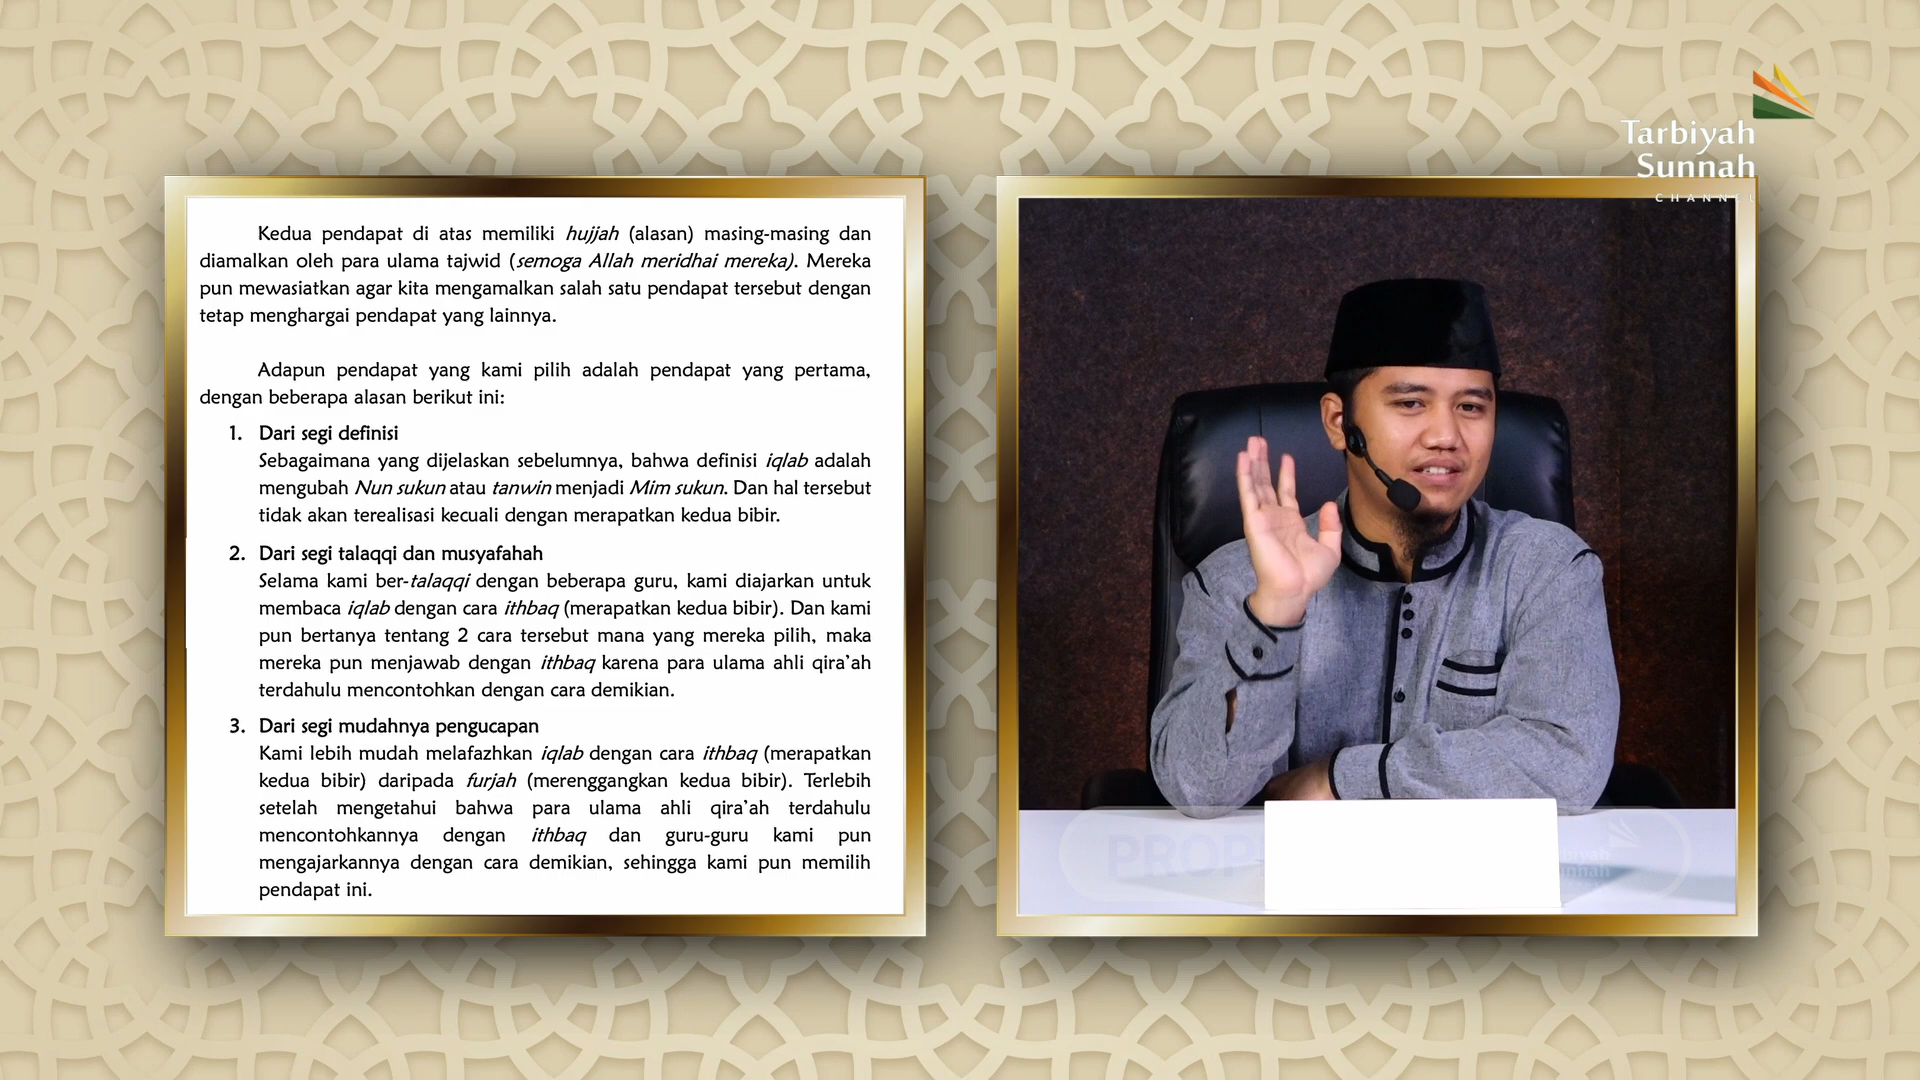 Tarbiyah
Sunnah
CHANNEL
Kedua pendapat di atas memiliki hujjah (alasan) masing-masing dan
diamalkan oleh para ulama tajwid (semoga Allah meridhai mereka). Mereka
pun mewasiatkan agar kita mengamalkan salah satu pendapat tersebut dengan
tetap menghargai pendapat yang lainnya.
Adapun pendapat yang kami pilih adalah pendapat yang pertama,
dengan beberapa alasan berikut ini:
1. Dari segi definisi
Sebagaimana yang dijelaskan sebelumnya, bahwa definisi iqlab adalah
mengubah Nun sukun atau tanwin menjadi Mim sukun. Dan hal tersebut
tidak akan terealisasi kecuali dengan merapatkan kedua bibir.
2. Dari segi talaqqi dan musyafahah
Selama kami ber-talaqqi dengan beberapa guru, kami diajarkan untuk
membaca iqlab dengan cara ithbaq (merapatkan kedua bibir). Dan kami
pun bertanya tentang 2 cara tersebut mana yang mereka pilih, maka
mereka pun menjawab dengan ithbaq karena para ulama ahli qira'ah
terdahulu mencontohkan dengan cara demikian.
3. Dari segi mudahnya pengucapan
Kami lebih mudah melafazhkan iqlab dengan cara ithbaq (merapatkan
kedua bibir) daripada furjah (merenggangkan kedua bibir). Terlebih
setelah mengetahui bahwa para ulama ahli qira'ah terdahulu
mencontohkannya dengan ithbaq dan guru-guru kami pun
mengajarkannya dengan cara demikian, sehingga kami pun memilih
pendapat ini.